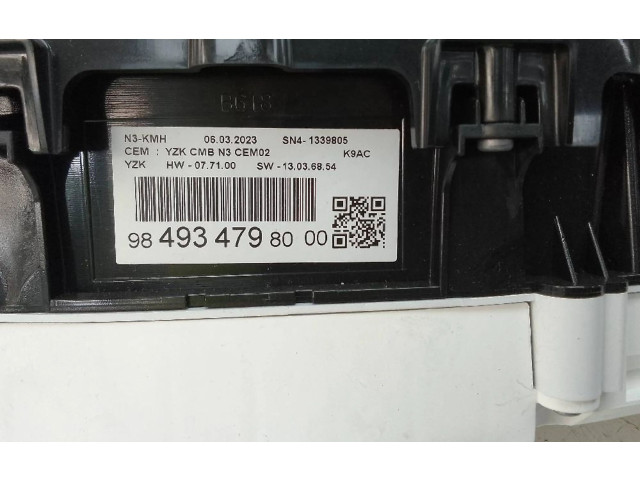 N3-KMH 06.03.2023 SN4-1339805
CEM : YZK CMB N3 CEM02 K9AC
YZK HW - 07.71.00 SW - 13.03.68.54
98 493 479 80 00